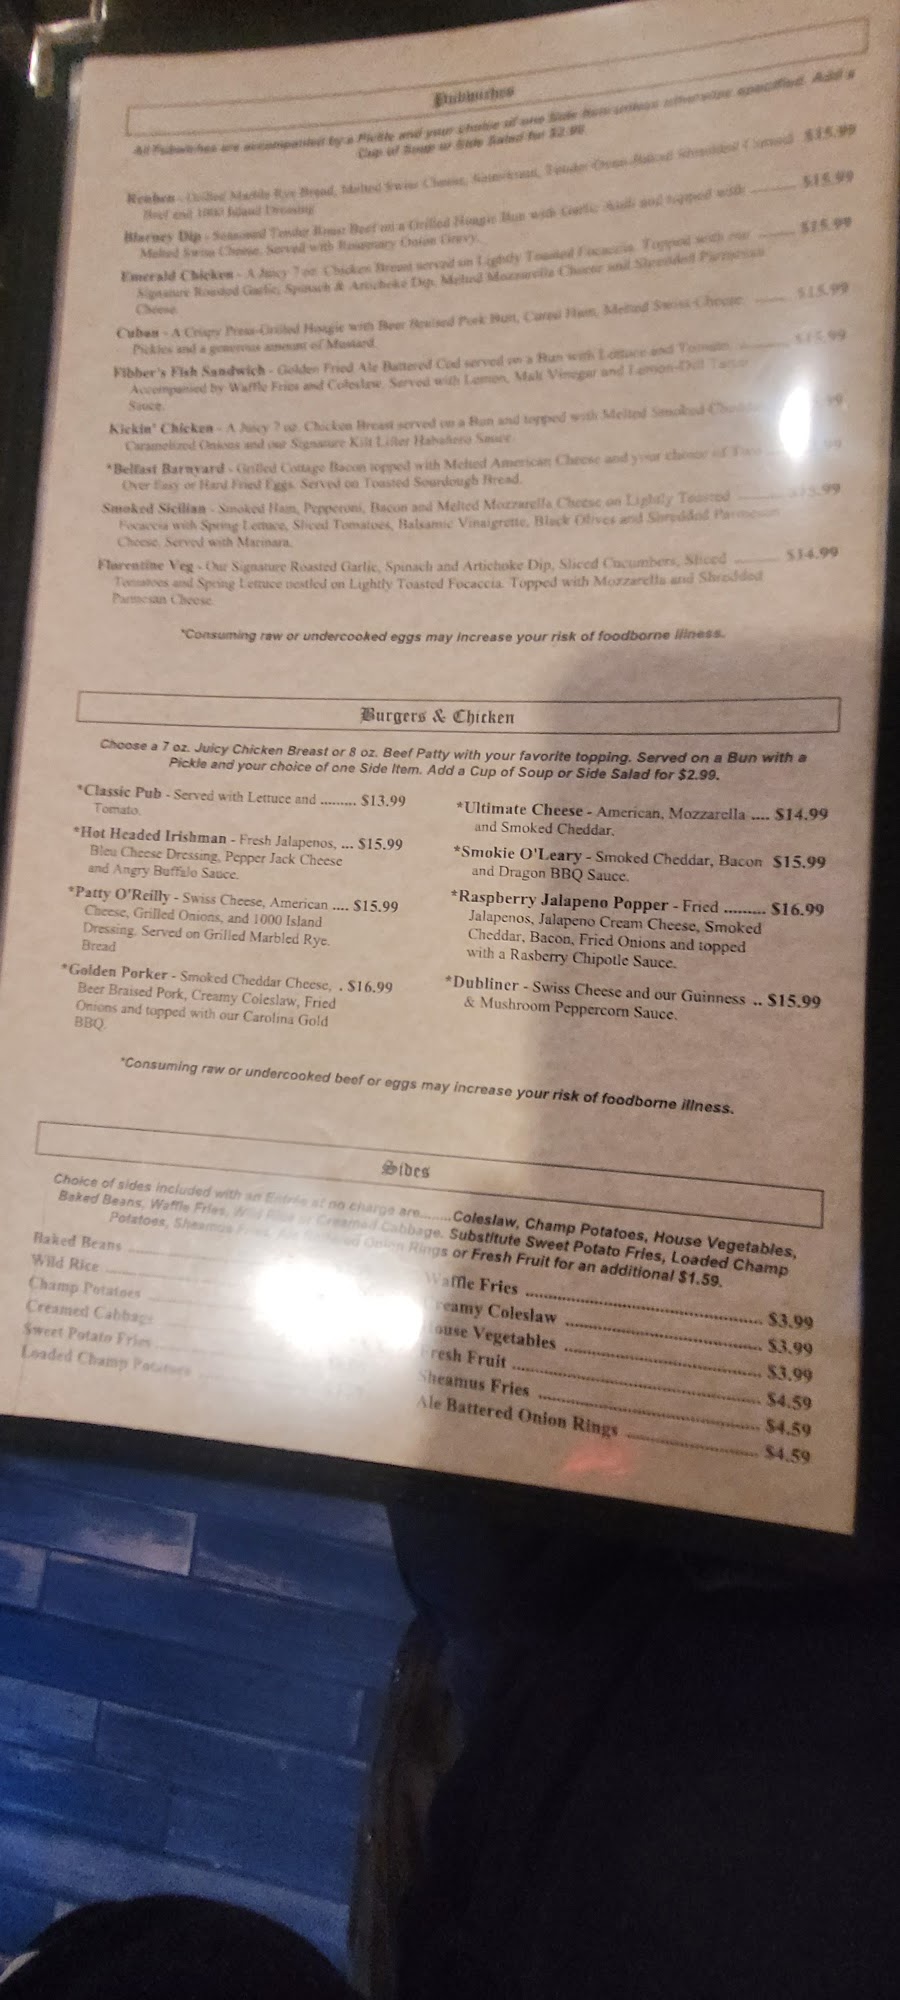 Pubwiches
All Pubwiches are accompanied by a Pickle and your choice of one Side Item unless otherwise specified. Add a
Cup of Soup or Side Salad for $2.99.
Reuben - Grilled Marble Rye Bread, Melted Swiss Cheese, Sauerkraut, Tender Shredded Corned $15.99
Beef and 1000 Island Dressing
Blarney Dip - Seasoned Tender Roast Beef on a Grilled Hoagie Bun with Garlic Aioli and topped with $15.99
Melted Swiss Cheese. Served with Rosemary Onion Gravy.
Emerald Chicken - A Juicy 7 oz. Chicken Breast served on Lightly Toasted Focaccia. Topped with our $15.99
Signature Roasted Garlic, Spinach & Artichoke Dip, Melted Mozzarella Cheese and Shredded Parmesan
Cheese.
Cuban - A Crispy Press-Grilled Hoagie with Beer Braised Pork Butt, Cured Ham, Melted Swiss Cheese $15.99
Pickles and a generous amount of Mustard.
Fibber's Fish Sandwich - Golden Fried Ale Battered Cod served on a Bun with Lettuce and Tomato. $15.99
Accompanied by Waffle Fries and Coleslaw. Served with Lemon, Malt Vinegar and Lemon-Dill Tartar
Sauce.
Kickin' Chicken - A Juicy 7 oz. Chicken Breast served on a Bun and topped with Melted Smoked Cheddar
Caramelized Onions and our Signature Kilt Lifter Habañero Sauce.
*Belfast Barnyard - Grilled Cottage Bacon topped with Melted American Cheese and your choice of Two
Over Easy or Hard Fried Eggs. Served on Toasted Sourdough Bread.
Smoked Sicilian - Smoked Ham, Pepperoni, Bacon and Melted Mozzarella Cheese on Lightly Toasted $15.99
Focaccia with Spring Lettuce, Sliced Tomatoes, Balsamic Vinaigrette, Black Olives and Shredded Parmesan
Cheese. Served with Marinara.
Florentine Veg - Our Signature Roasted Garlic, Spinach and Artichoke Dip, Sliced Cucumbers, Sliced $14.99
Tomatoes and Spring Lettuce nestled on Lightly Toasted Focaccia. Topped with Mozzarella and Shredded
Parmesan Cheese.
*Consuming raw or undercooked eggs may increase your risk of foodborne illness.
Burgers & Chicken
Choose a 7 oz. Juicy Chicken Breast or 8 oz. Beef Patty with your favorite topping. Served on a Bun with a
Pickle and your choice of one Side Item. Add a Cup of Soup or Side Salad for $2.99.
*Classic Pub - Served with Lettuce and ......... $13.99
Tomato.
*Hot Headed Irishman - Fresh Jalapenos, ... $15.99
Bleu Cheese Dressing, Pepper Jack Cheese
and Angry Buffalo Sauce.
*Patty O'Reilly - Swiss Cheese, American .... $15.99
Cheese, Grilled Onions, and 1000 Island
Dressing. Served on Grilled Marbled Rye.
Bread
*Golden Porker - Smoked Cheddar Cheese, . $16.99
Beer Braised Pork, Creamy Coleslaw, Fried
Onions and topped with our Carolina Gold
BBQ.
*Ultimate Cheese - American, Mozzarella .... $14.99
and Smoked Cheddar.
*Smokie O'Leary - Smoked Cheddar, Bacon $15.99
and Dragon BBQ Sauce.
*Raspberry Jalapeno Popper - Fried ......... $16.99
Jalapenos, Jalapeno Cream Cheese, Smoked
Cheddar, Bacon, Fried Onions and topped
with a Rasberry Chipotle Sauce.
*Dubliner - Swiss Cheese and our Guinness .. $15.99
& Mushroom Peppercorn Sauce.
*Consuming raw or undercooked beef or eggs may increase your risk of foodborne illness.
Sides
Choice of sides included with an Entrée at no charge are........Coleslaw, Champ Potatoes, House Vegetables,
Baked Beans, Waffle Fries, Wild Rice or Creamed Cabbage. Substitute Sweet Potato Fries, Loaded Champ
Potatoes, Sheamus Fries, Onion Rings or Fresh Fruit for an additional $1.59.
Baked Beans
Wild Rice
Champ Potatoes
Creamed Cabbage
Sweet Potato Fries
Loaded Champ Potatoes
Waffle Fries $3.99
Creamy Coleslaw $3.99
House Vegetables $3.99
Fresh Fruit $4.59
Sheamus Fries $4.59
Ale Battered Onion Rings $4.59